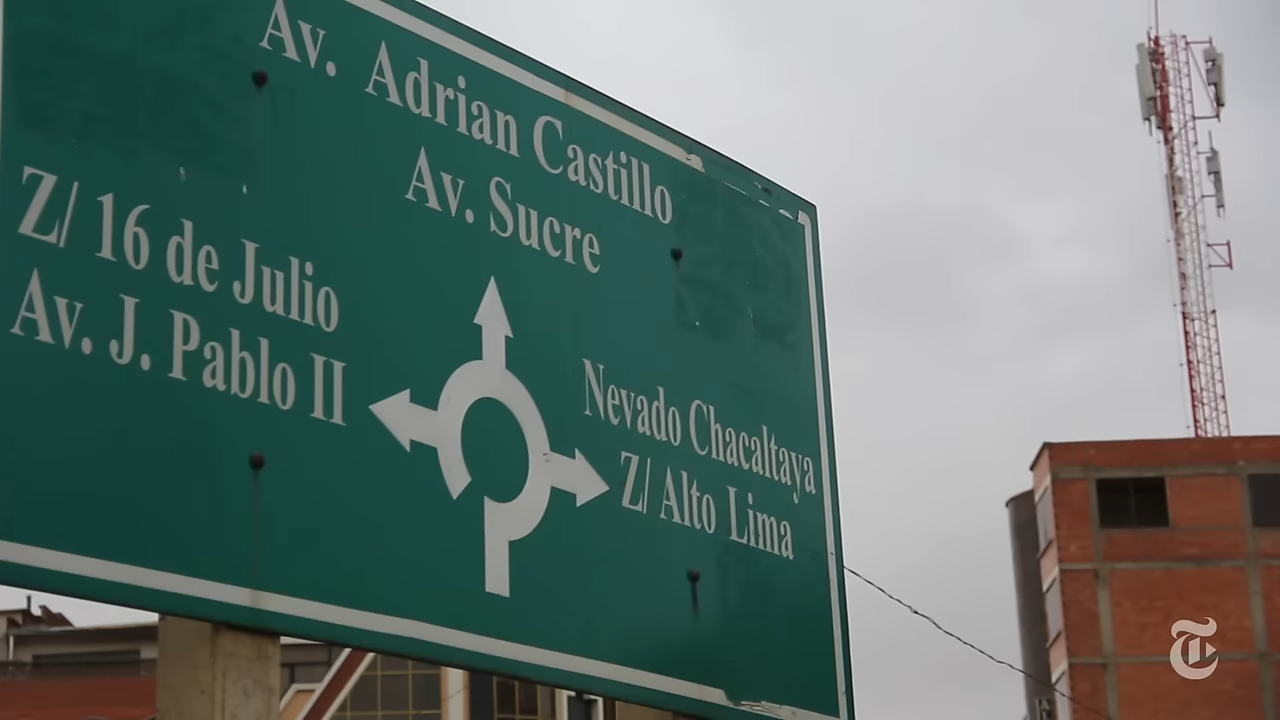 Av. Adrian Castillo
Av. Sucre
Z/ 16 de Julio
Av. J. Pablo II
Nevado Chacaltaya
Z/ Alto Lima
T